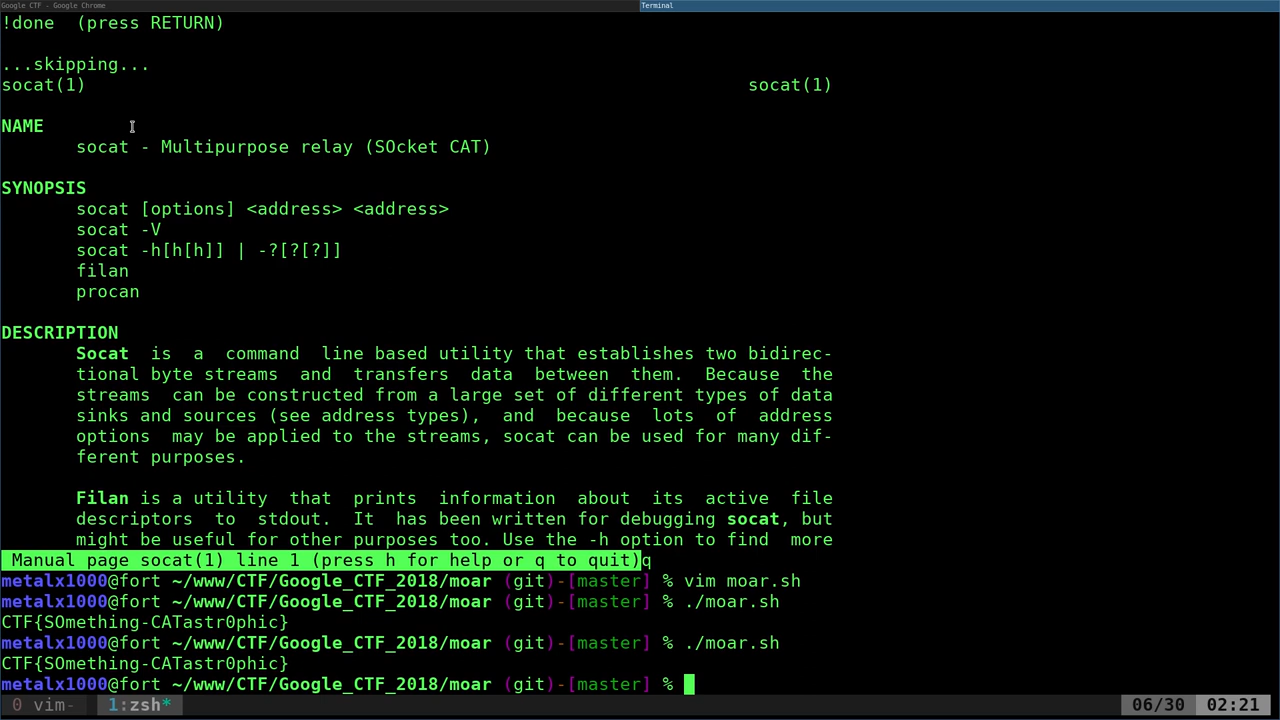 Google CTF - Google Chrome
Terminal
!done  (press RETURN)
...skipping...
socat(1)                                                              socat(1)
NAME
       socat - Multipurpose relay (SOcket CAT)
SYNOPSIS
       socat [options] <address> <address>
       socat -V
       socat -h[h[h]] | -?[?[?]]
       filan
       procan
DESCRIPTION
       Socat  is  a  command  line based utility that establishes two bidirec-
       tional byte streams  and  transfers  data  between  them.  Because  the
       streams  can be constructed from a large set of different types of data
       sinks and sources (see address types),  and  because  lots  of  address
       options  may be applied to the streams, socat can be used for many dif-
       ferent purposes.
       Filan is a utility  that  prints  information  about  its  active  file
       descriptors  to  stdout.  It  has been written for debugging socat, but
       might be useful for other purposes too. Use the -h option to find  more
 Manual page socat(1) line 1 (press h for help or q to quit)q
metalx1000@fort ~/www/CTF/Google_CTF_2018/moar (git)-[master] % vim moar.sh
metalx1000@fort ~/www/CTF/Google_CTF_2018/moar (git)-[master] % ./moar.sh
CTF{SOmething-CATastr0phic}
metalx1000@fort ~/www/CTF/Google_CTF_2018/moar (git)-[master] % ./moar.sh
CTF{SOmething-CATastr0phic}
metalx1000@fort ~/www/CTF/Google_CTF_2018/moar (git)-[master] %
0 vim-  1:zsh*  06/30  02:21